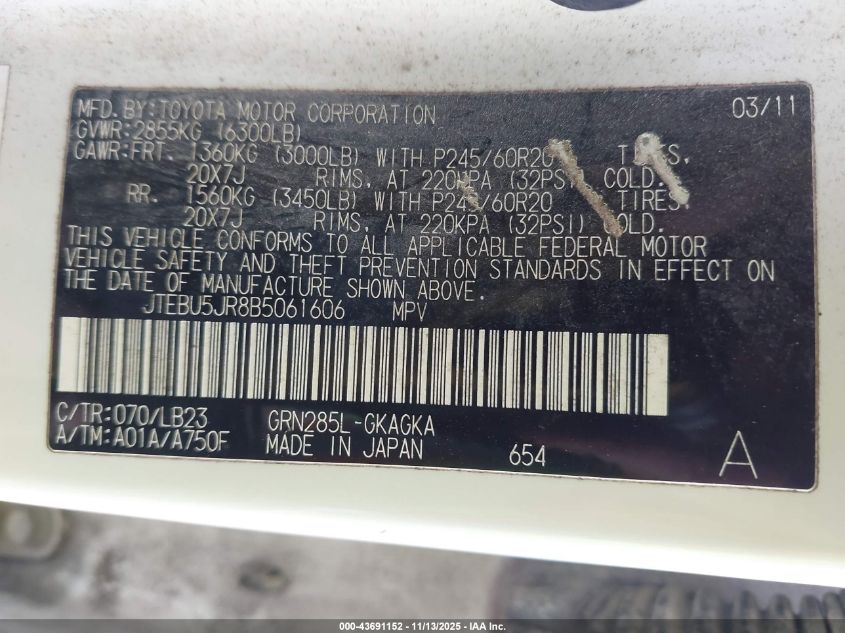 MFD. BY: TOYOTA MOTOR CORPORATION 03/11
GVWR: 2855KG (6300LB)
GAWR: FRT. 1360KG (3000LB) WITH P245/60R20
20X7J RIMS, AT 220KPA (32PSI) COLD.
RR. 1560KG (3450LB) WITH P245/60R20 TIRES,
20X7J RIMS, AT 220KPA (32PSI) COLD.
THIS VEHICLE CONFORMS TO ALL APPLICABLE FEDERAL MOTOR
VEHICLE SAFETY AND THEFT PREVENTION STANDARDS IN EFFECT ON
THE DATE OF MANUFACTURE SHOWN ABOVE.
JTEBU5JR8B5061606 MPV
C/TR: 070/LB23 GRN285L-GKAGKA
A/TM: A01A/A750F MADE IN JAPAN 654 A
000-43691152 - 11/13/2025 - IAA Inc.